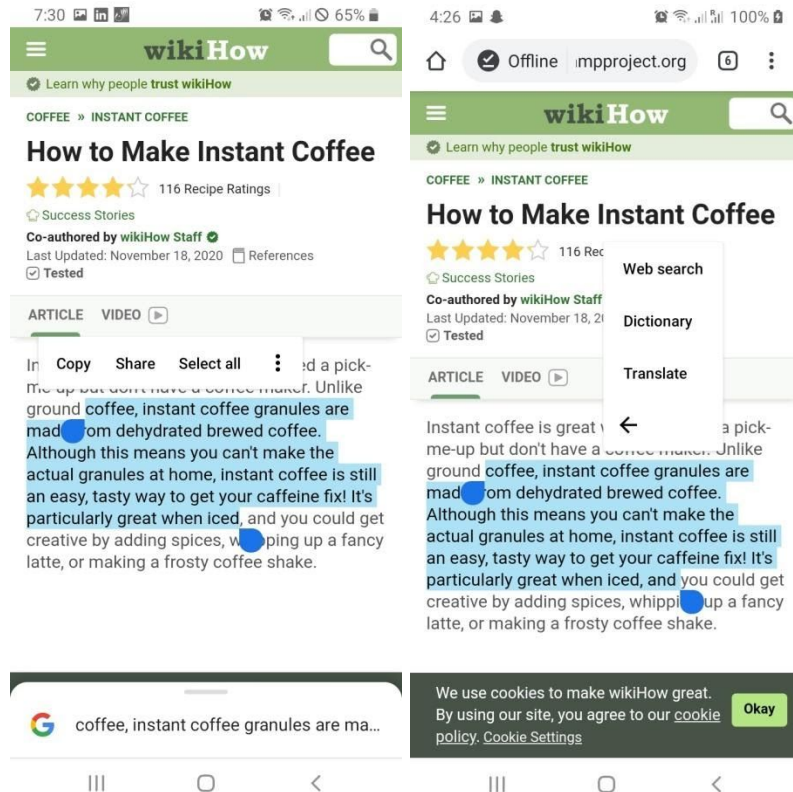 7:30 65%
wikiHow
Learn why people trust wikiHow
COFFEE » INSTANT COFFEE
How to Make Instant Coffee
116 Recipe Ratings
Success Stories
Co-authored by wikiHow Staff
Last Updated: November 18, 2020 References
Tested
ARTICLE VIDEO
Copy Share Select all
a pick-
but don't have a coffee maker. Unlike
ground coffee, instant coffee granules are
dehydrated brewed coffee.
Although this means you can't make the
actual granules at home, instant coffee is still
an easy, tasty way to get your caffeine fix! It's
particularly great when iced, and you could get
creative by adding spices, up a fancy
latte, or making a frosty coffee shake.
G coffee, instant coffee granules are ma...
4:26 100%
Offline mpproject.org 6
wikiHow
Learn why people trust wikiHow
COFFEE » INSTANT COFFEE
How to Make Instant Coffee
116 Rec
Success Stories
Co-authored by wikiHow Staff
Last Updated: November 18, 2
Tested
Web search
Dictionary
Translate
ARTICLE VIDEO
Instant coffee is great a pick-
me-up but don't have a coffee maker. Unlike
ground coffee, instant coffee granules are
dehydrated brewed coffee.
Although this means you can't make the
actual granules at home, instant coffee is still
an easy, tasty way to get your caffeine fix! It's
particularly great when iced, and you could get
creative by adding spices, up a fancy
latte, or making a frosty coffee shake.
We use cookies to make wikiHow great.
By using our site, you agree to our cookie
policy. Cookie Settings
Okay